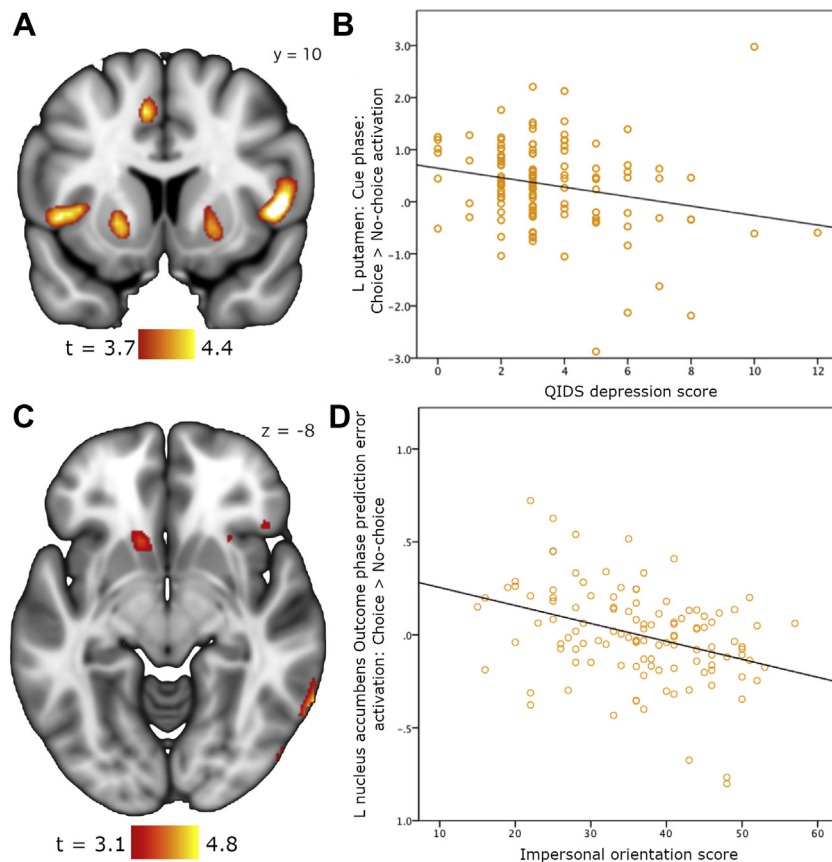 A
y = 10
t = 3.7
4.4
B
L putamen: Cue phase:
Choice > No-choice activation
3.0
2.0
1.0
.0
-1.0
-2.0
-3.0
0
2
4
6
8
10
12
QIDS depression score
C
z = -8
t = 3.1
4.8
D
L nucleus accumbens Outcome phase prediction error
activation: Choice > No-choice
1.0
.5
.0
-.5
1.0
10
20
30
40
50
60
Impersonal orientation score